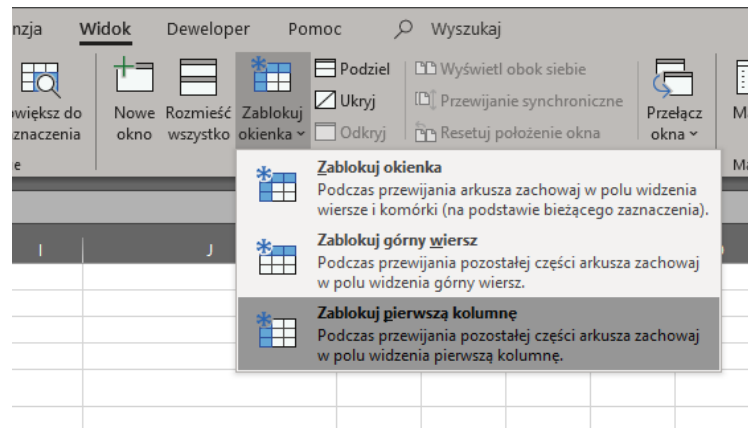 nzja Widok Deweloper Pomoc Wyszukaj
większ do
znaczenia
Nowe
okno
Rozmieść
wszystko
Zablokuj
okienka
Podziel
Ukryj
Odkryj
Wyświetl obok siebie
Przewijanie synchroniczne
Resetuj położenie okna
Przełącz
okna
Ma
e
Ma
Zablokuj okienka
Podczas przewijania arkusza zachowaj w polu widzenia
wiersze i komórki (na podstawie bieżącego zaznaczenia).
Zablokuj górny wiersz
Podczas przewijania pozostałej części arkusza zachowaj
w polu widzenia górny wiersz.
Zablokuj pierwszą kolumnę
Podczas przewijania pozostałej części arkusza zachowaj
w polu widzenia pierwszą kolumnę.
I J